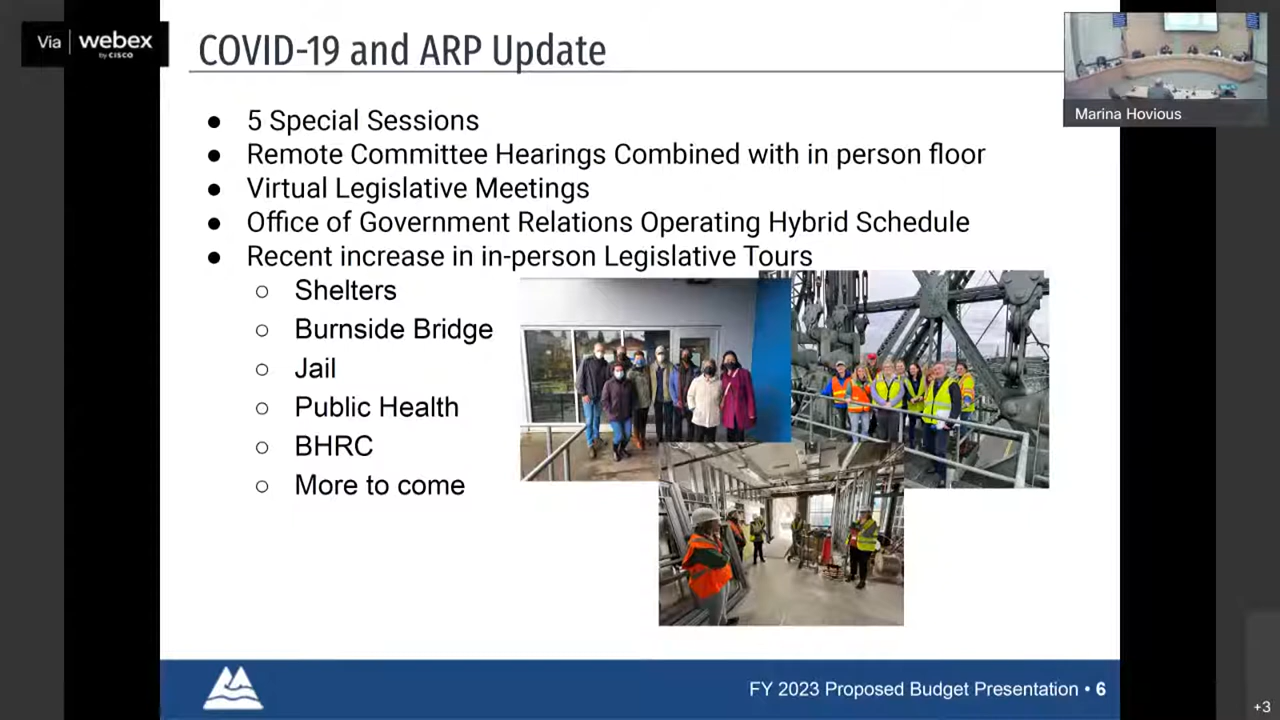 Via webex
by CISCO
COVID-19 and ARP Update
Marina Hovious
● 5 Special Sessions
● Remote Committee Hearings Combined with in person floor
● Virtual Legislative Meetings
● Office of Government Relations Operating Hybrid Schedule
● Recent increase in in-person Legislative Tours
○ Shelters
○ Burnside Bridge
○ Jail
○ Public Health
○ BHRC
○ More to come
FY 2023 Proposed Budget Presentation • 6
+3